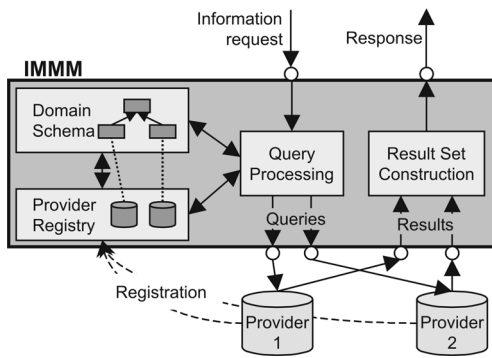 Information
request
Response
IMMM
Domain
Schema
Query
Processing
Result Set
Construction
Provider
Registry
Queries
Results
Registration
Provider
1
Provider
2